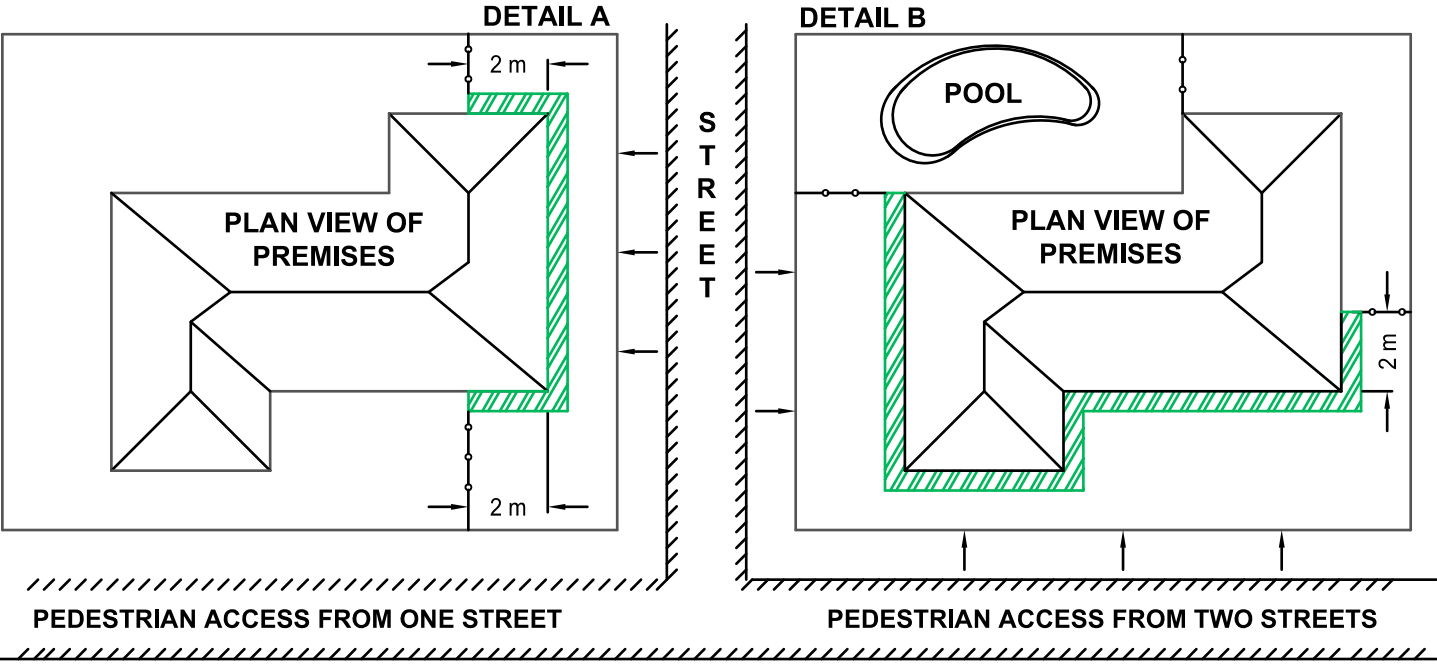 DETAIL A
2 m
PLAN VIEW OF
PREMISES
2 m
PEDESTRIAN ACCESS FROM ONE STREET
STREET
DETAIL B
POOL
PLAN VIEW OF
PREMISES
2 m
PEDESTRIAN ACCESS FROM TWO STREETS